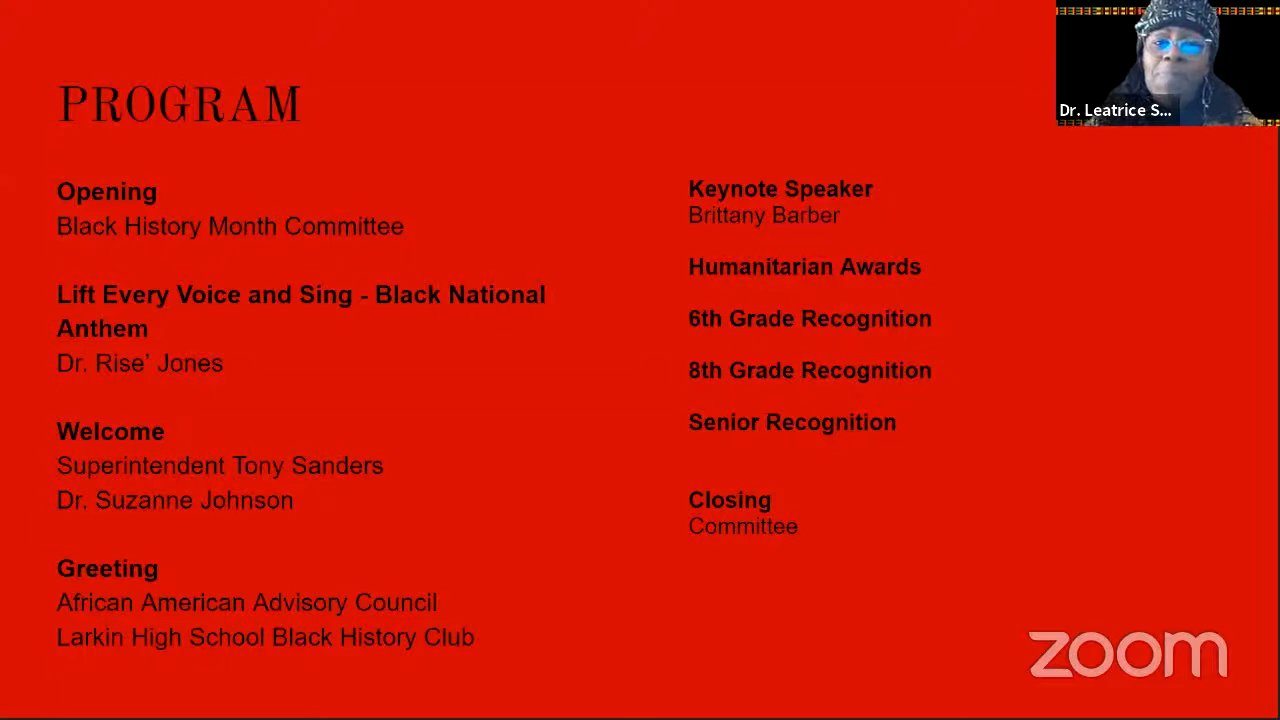 PROGRAM
Opening
Black History Month Committee
Lift Every Voice and Sing - Black National
Anthem
Dr. Rise’ Jones
Welcome
Superintendent Tony Sanders
Dr. Suzanne Johnson
Greeting
African American Advisory Council
Larkin High School Black History Club
Keynote Speaker
Brittany Barber
Humanitarian Awards
6th Grade Recognition
8th Grade Recognition
Senior Recognition
Closing
Committee
Dr. Leatrice S...
zoom